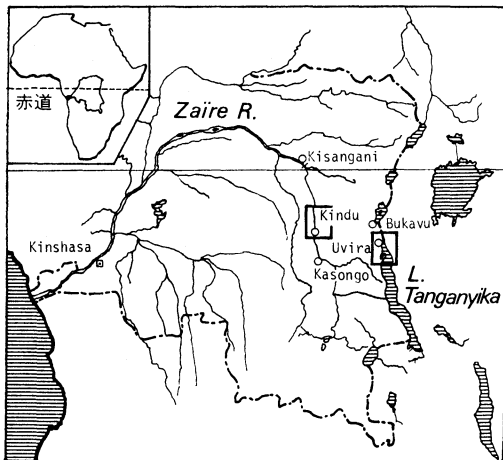 赤道
Zaïre R.
Kisangani
Kindu
Bukavu
Kinshasa
Uvira
Kasongo
L.
Tanganyika